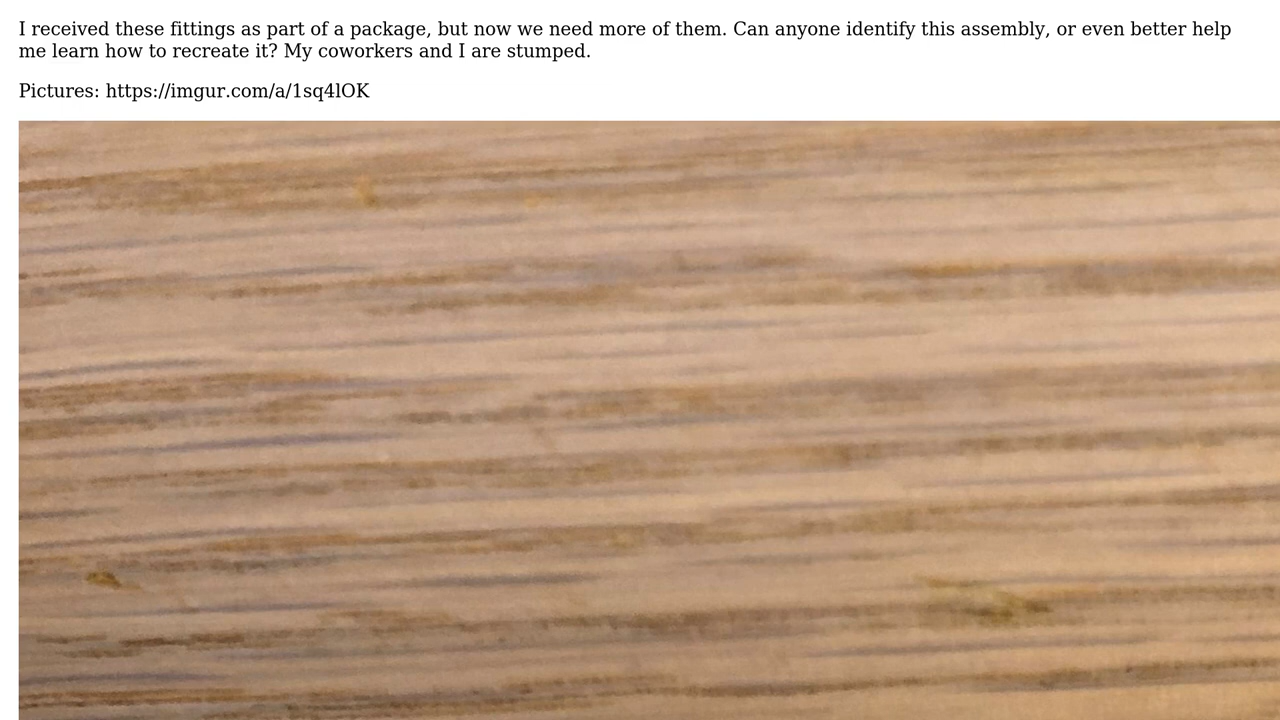 I received these fittings as part of a package, but now we need more of them. Can anyone identify this assembly, or even better help
me learn how to recreate it? My coworkers and I are stumped.
Pictures: https://imgur.com/a/1sq4lOK